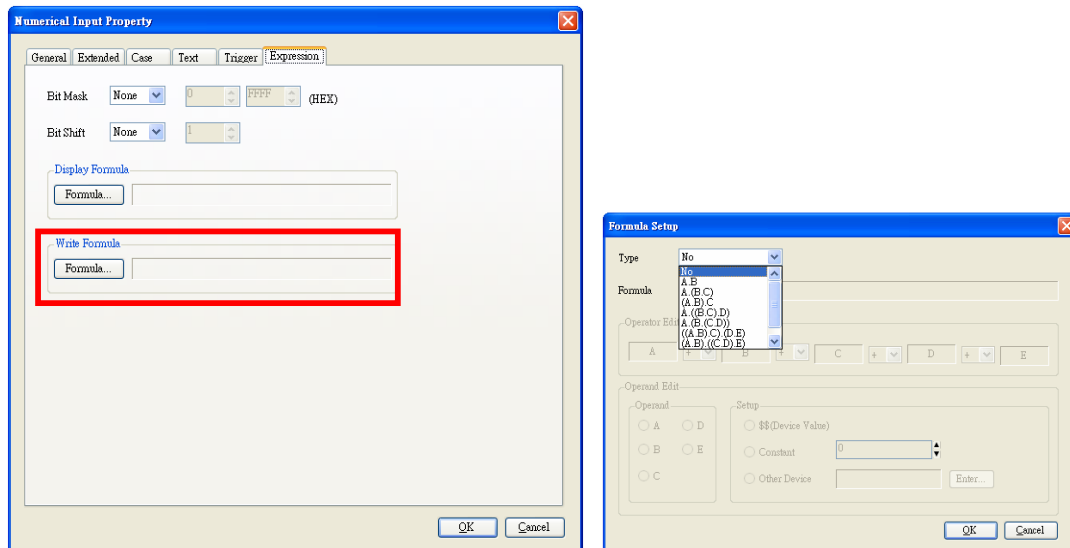 Numerical Input Property
General Extended Case Text Trigger Expression
Bit Mask None 0 FFFF (HEX)
Bit Shift None 1
Display Formula
Formula...
Write Formula
Formula...
OK Cancel
Formula Setup
Type No
No
A.B
A.(B.C)
(A.B).C
A.((B.C).D)
A.(B.(C.D))
((A.B).C).(D.E)
(A.B).((C.D).E)
Formula
Operator Edi
A + B + C + D + E
Operand Edit
Operand
A D
B E
C
Setup
$$(Device Value)
Constant 0
Other Device Enter...
OK Cancel